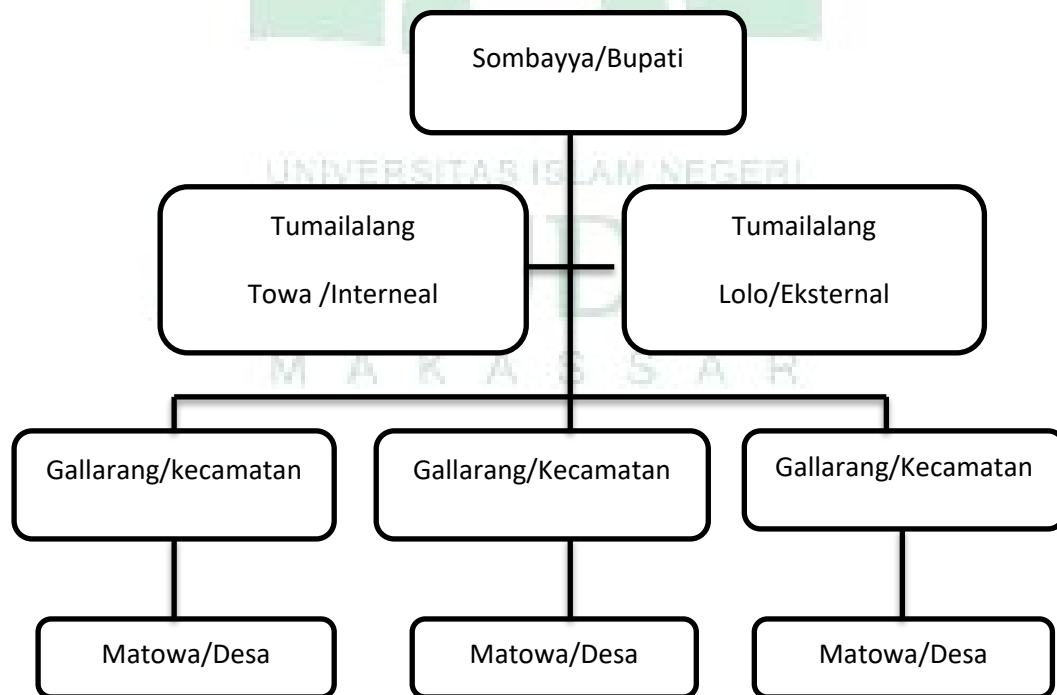 Sombayya/Bupati
UNIVERSITAS ISLAM NEGERI
Tumailalang
Towa /Interneal
Tumailalang
Lolo/Eksternal
D
M A K A S S A R
Gallarang/kecamatan
Gallarang/Kecamatan
Gallarang/Kecamatan
Matowa/Desa
Matowa/Desa
Matowa/Desa